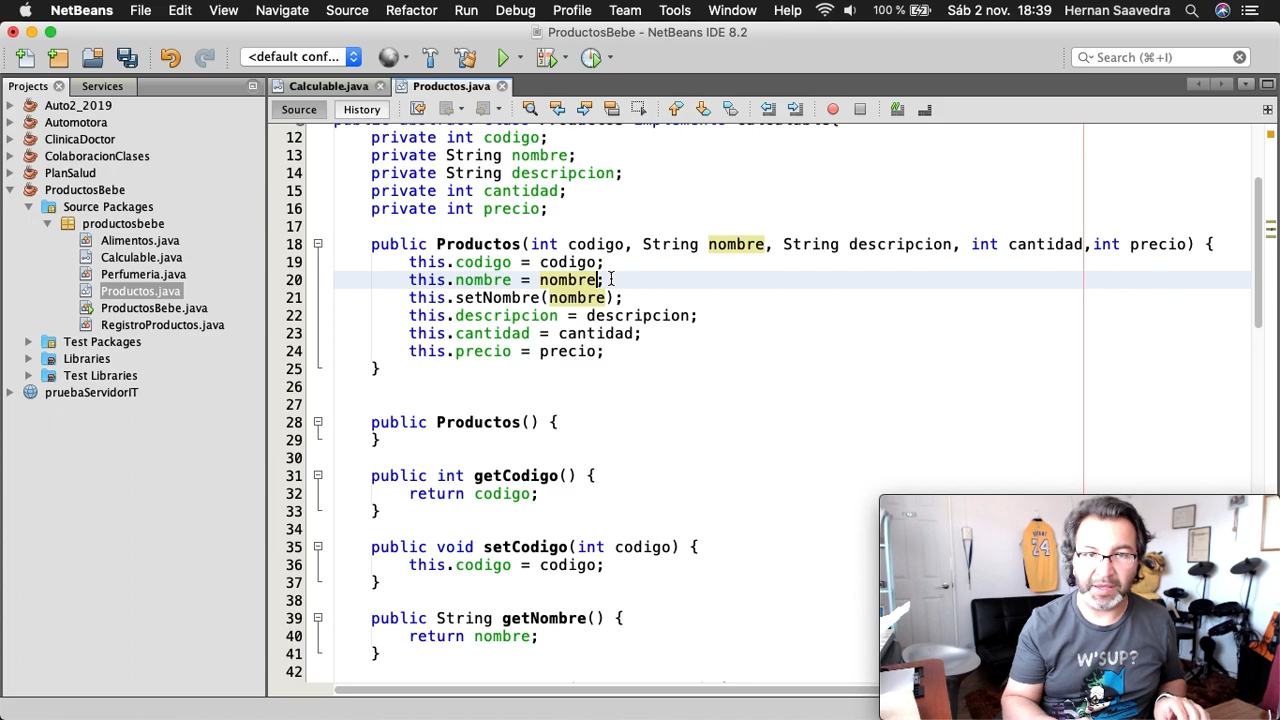 NetBeans File Edit View Navigate Source Refactor Run Debug Profile Team Tools Window Help 100 % Sáb 2 nov. 18:39 Hernan Saavedra
ProductosBebe - NetBeans IDE 8.2
<default conf... Search (⌘+I)
Projects Services Calculable.java Productos.java
Source History
Auto2_2019
Automotora
ClinicaDoctor
ColaboracionClases
PlanSalud
ProductosBebe
Source Packages
productosbebe
Alimentos.java
Calculable.java
Perfumeria.java
Productos.java
ProductosBebe.java
RegistroProductos.java
Test Packages
Libraries
Test Libraries
pruebaServidorIT
12 private int codigo;
13 private String nombre;
14 private String descripcion;
15 private int cantidad;
16 private int precio;
17
18 public Productos(int codigo, String nombre, String descripcion, int cantidad,int precio) {
19 this.codigo = codigo;
20 this.nombre = nombre;
21 this.setNombre(nombre);
22 this.descripcion = descripcion;
23 this.cantidad = cantidad;
24 this.precio = precio;
25 }
26
27
28 public Productos() {
29 }
30
31 public int getCodigo() {
32 return codigo;
33 }
34
35 public void setCodigo(int codigo) {
36 this.codigo = codigo;
37 }
38
39 public String getNombre() {
40 return nombre;
41 }
42
24
W'SUP?